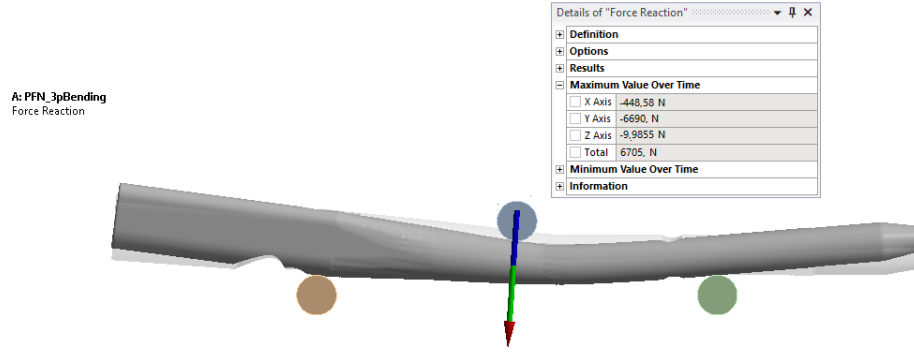 Details of "Force Reaction"
Definition
Options
Results
Maximum Value Over Time
X Axis -448,58 N
Y Axis -6690, N
Z Axis -9,9855 N
Total 6705, N
Minimum Value Over Time
Information
A: PFN_3pBending
Force Reaction